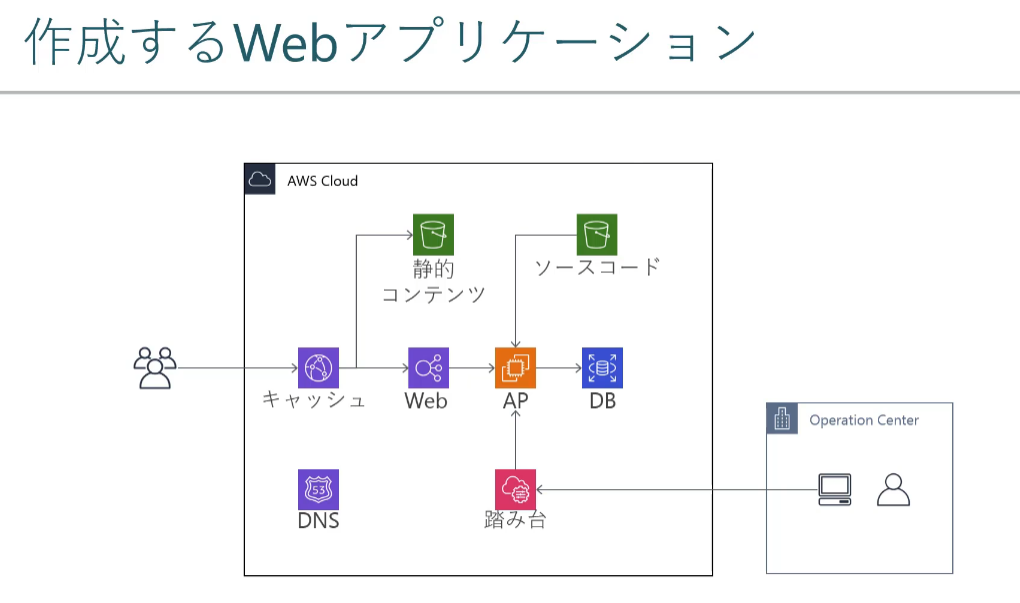 作成するWebアプリケーション
AWS Cloud
静的
コンテンツ
ソースコード
キャッシュ
Web
AP
DB
Operation Center
53
DNS
踏み台